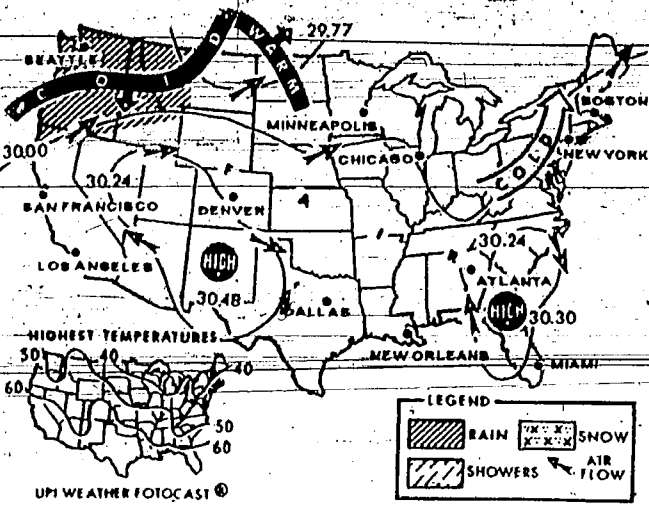 29.77
SEATTLE
COLD
WARM
MINNEAPOLIS
BOSTON
NEW YORK
CHICAGO
COLD
30.00
30.24
SAN FRANCISCO
DENVER
F
A
I
R
30.24
LOS ANGELES
HIGH
30.48
ATLANTA
HIGH
30.30
DALLAS
NEW ORLEANS
MIAMI
HIGHEST TEMPERATURES
50
40
40
60
50
60
LEGEND
RAIN
SNOW
SHOWERS
AIR
FLOW
UPI WEATHER FOTOCAST ®